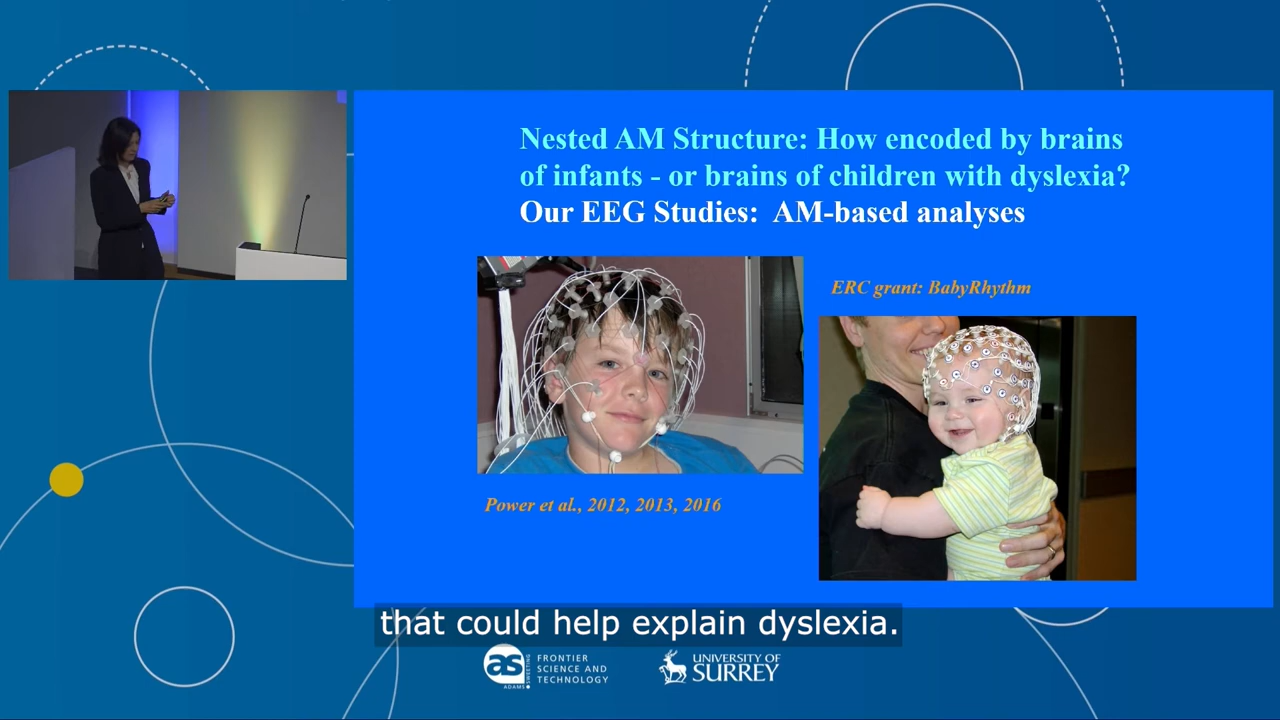 Nested AM Structure: How encoded by brains
of infants - or brains of children with dyslexia?
Our EEG Studies: AM-based analyses
ERC grant: BabyRhythm
Power et al., 2012, 2013, 2016
that could help explain dyslexia.
as
ADAMS
SWEETING
FRONTIER
SCIENCE AND
TECHNOLOGY
UNIVERSITY OF
SURREY